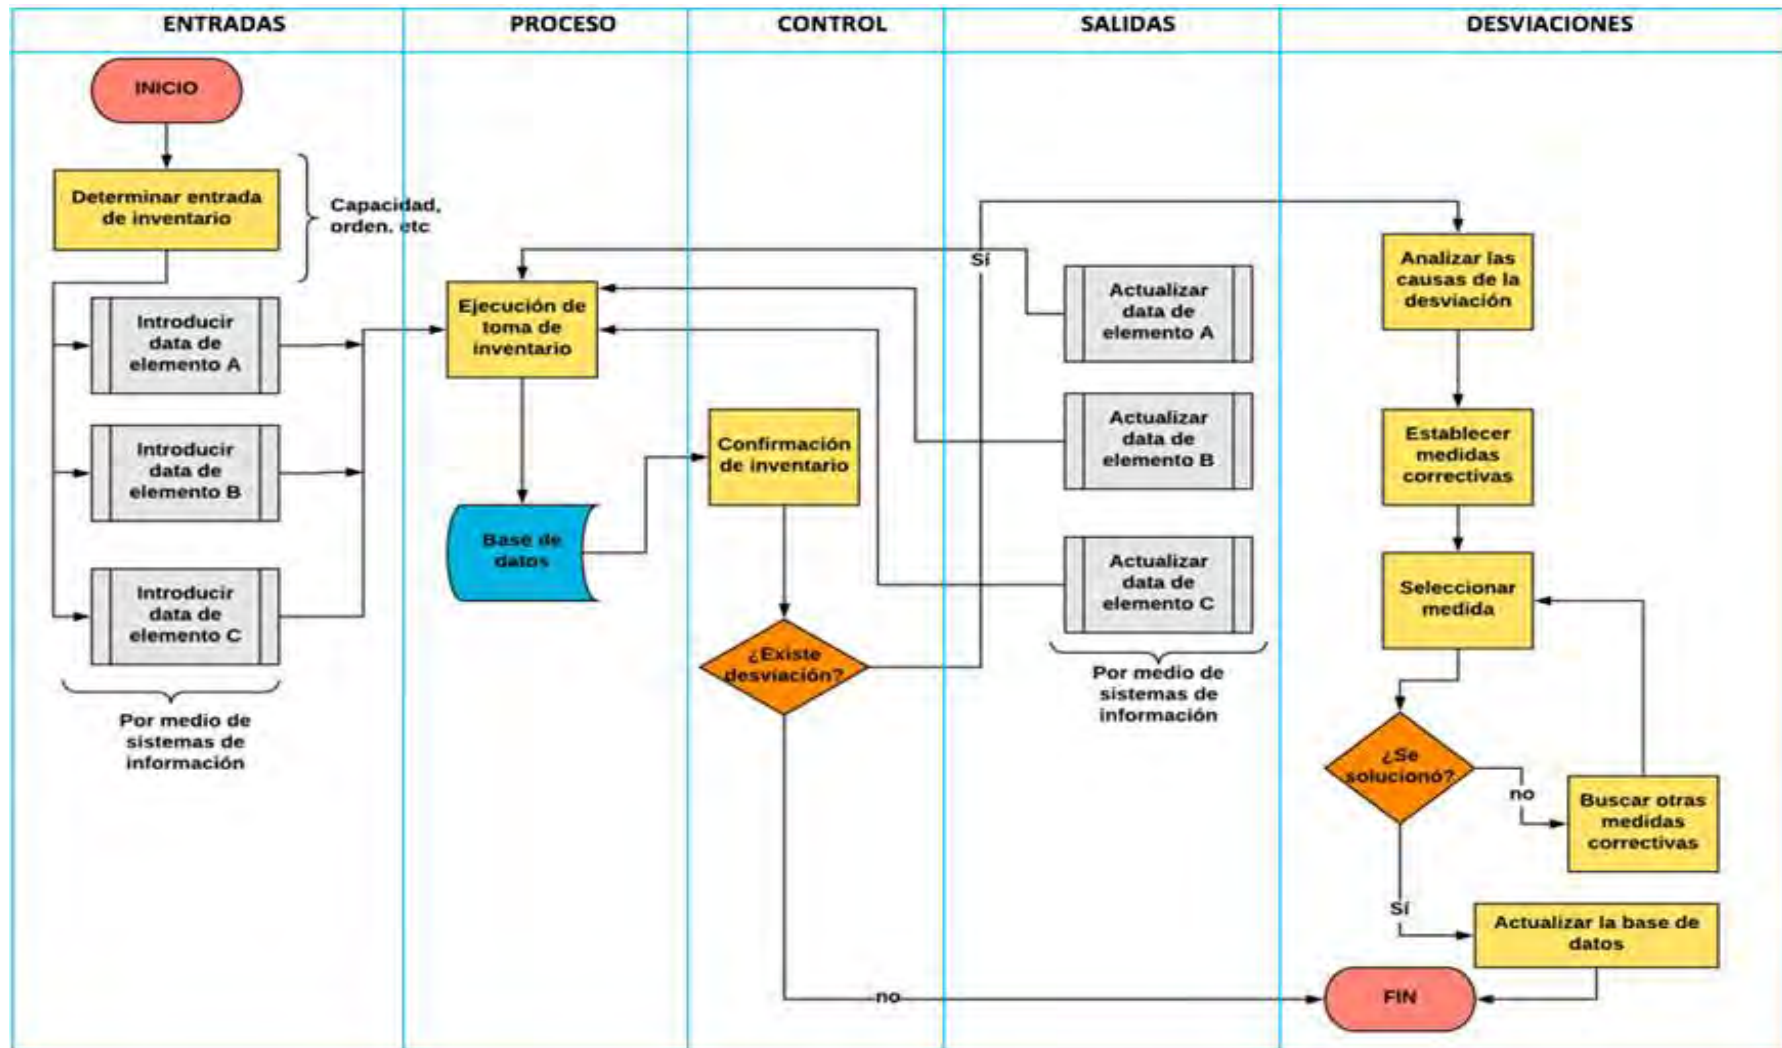 ENTRADAS
PROCESO
CONTROL
SALIDAS
DESVIACIONES
INICIO
Determinar entrada
de inventario
Capacidad,
orden. etc
Introducir
data de
elemento A
Introducir
data de
elemento B
Introducir
data de
elemento C
Por medio de
sistemas de
información
Ejecución de
toma de
inventario
Base de
datos
Confirmación
de inventario
¿Existe
desviación?
Sí
no
Actualizar
data de
elemento A
Actualizar
data de
elemento B
Actualizar
data de
elemento C
Por medio de
sistemas de
información
Analizar las
causas de la
desviación
Establecer
medidas
correctivas
Seleccionar
medida
¿Se
solucionó?
no
Buscar otras
medidas
correctivas
Sí
Actualizar la base de
datos
FIN